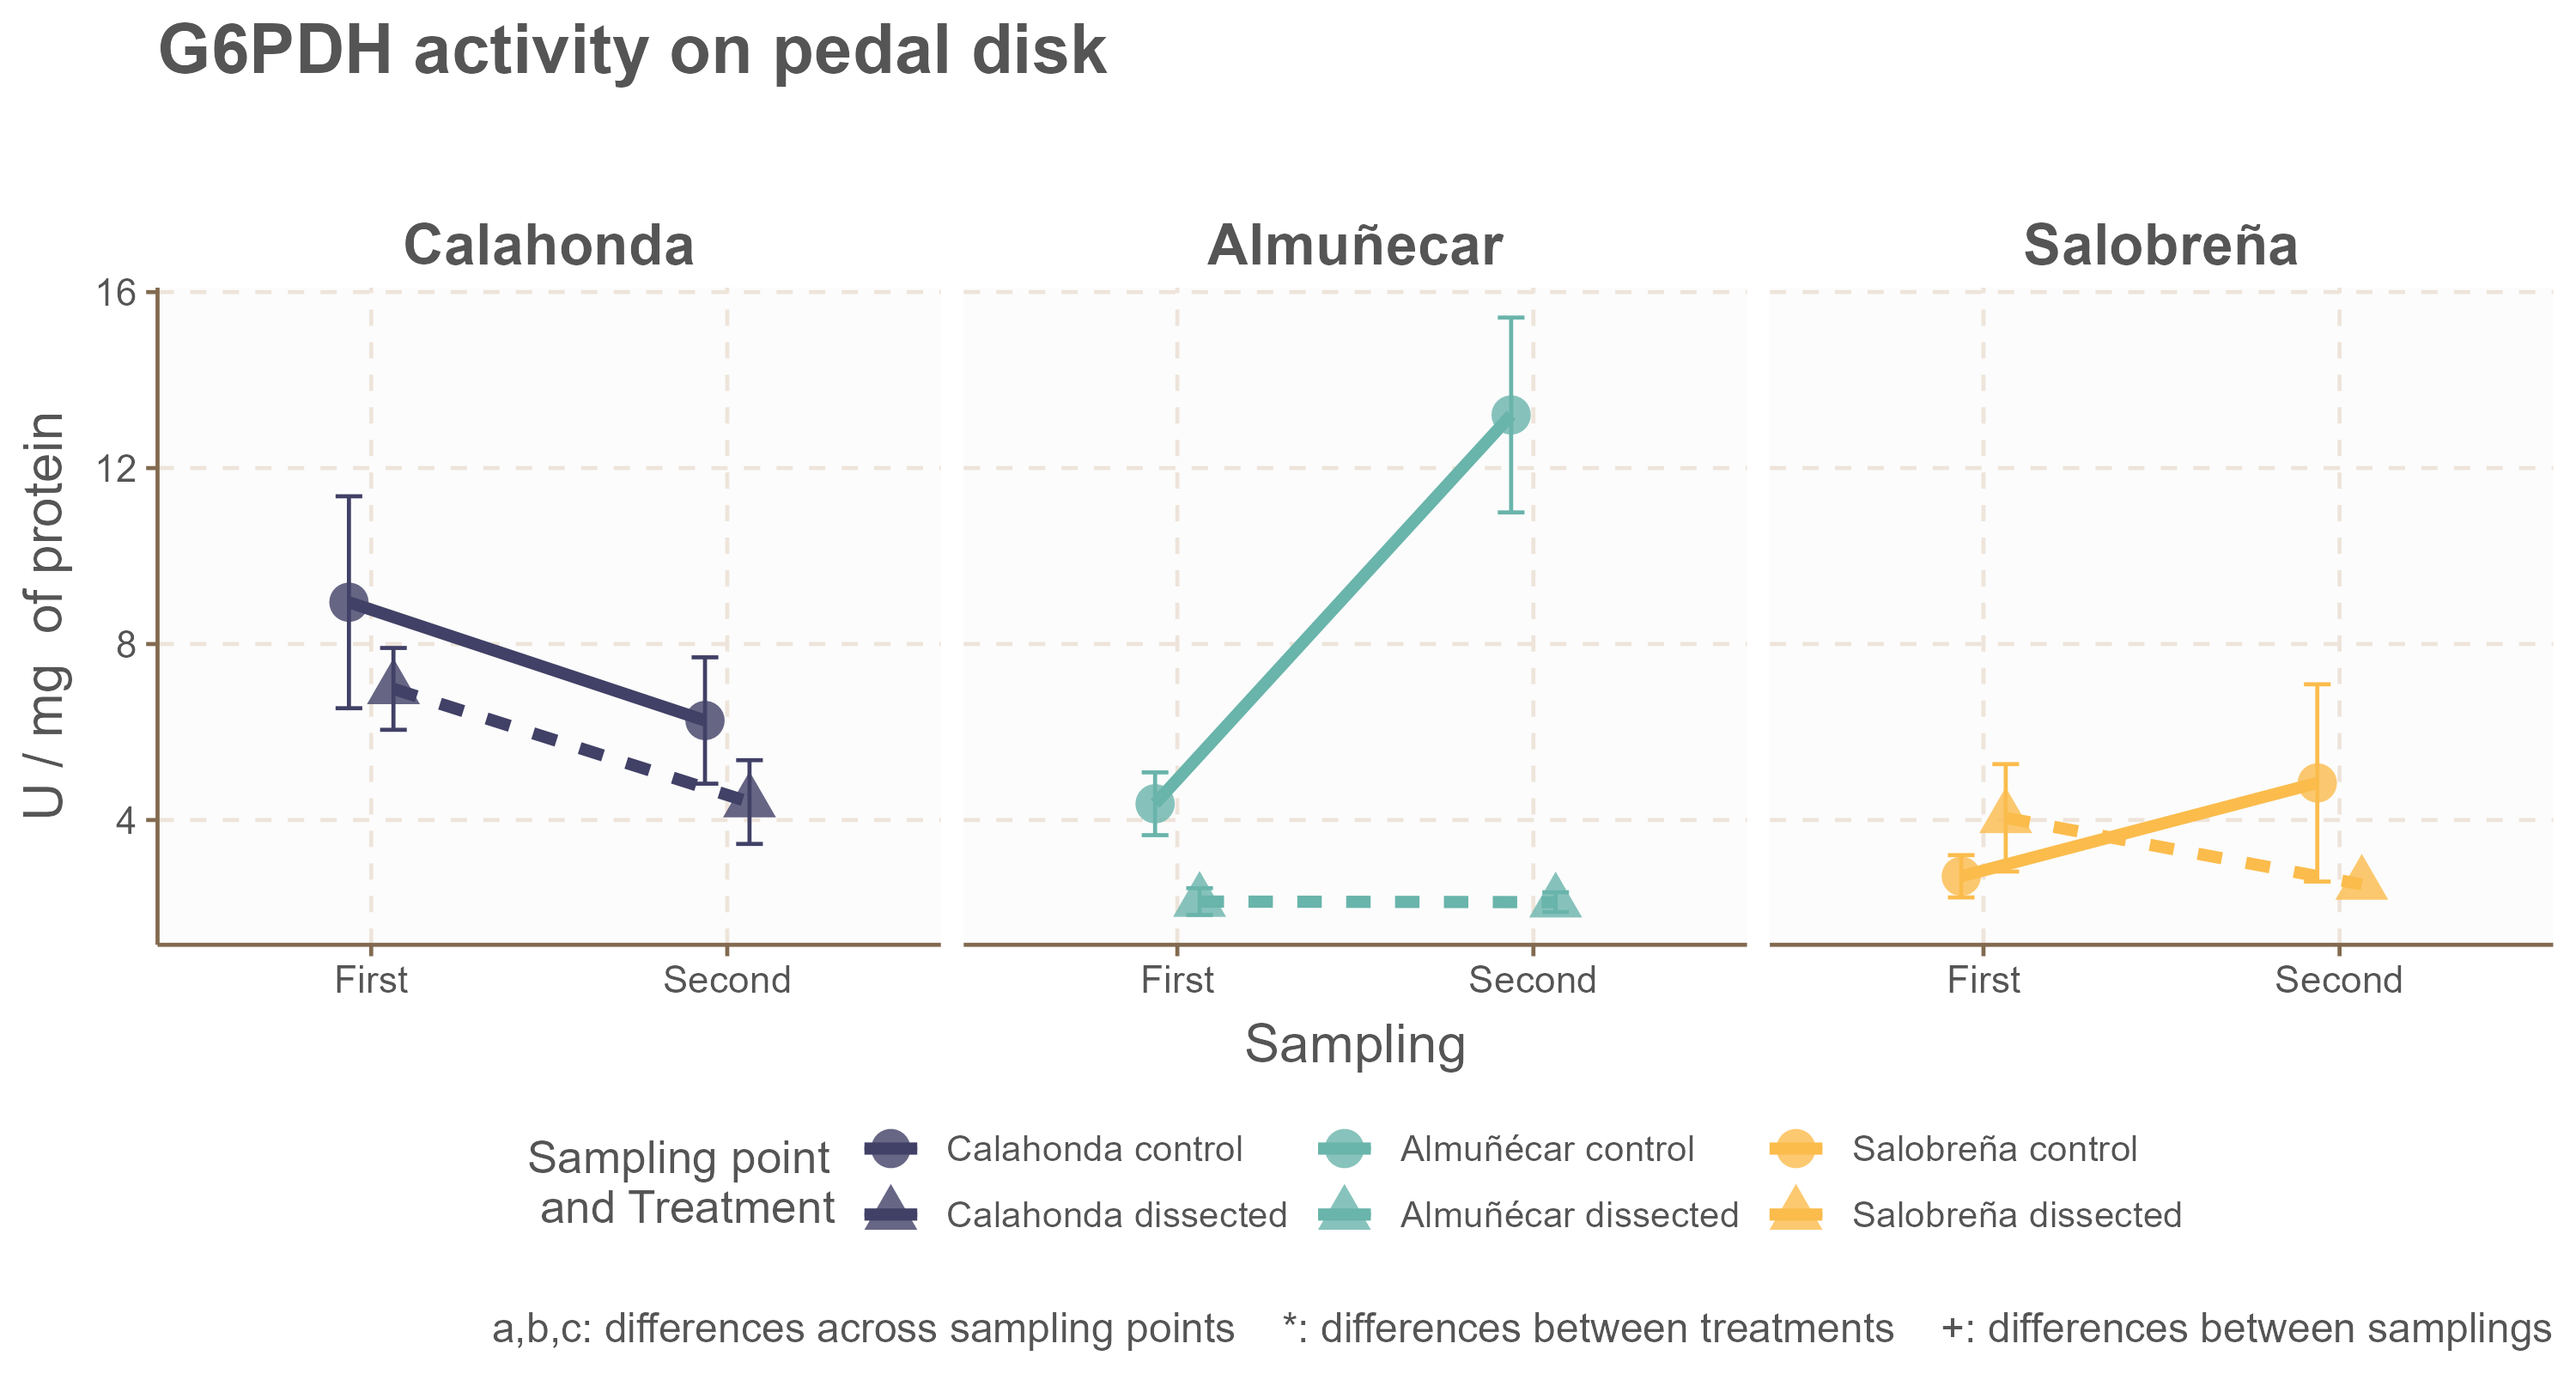 G6PDH activity on pedal disk
Calahonda
Almuñecar
Salobreña
U / mg  of protein
16
12
8
4
First
Second
First
Second
First
Second
Sampling
Sampling point
and Treatment
Calahonda control
Almuñécar control
Salobreña control
Calahonda dissected
Almuñécar dissected
Salobreña dissected
a,b,c: differences across sampling points    *: differences between treatments    +: differences between samplings